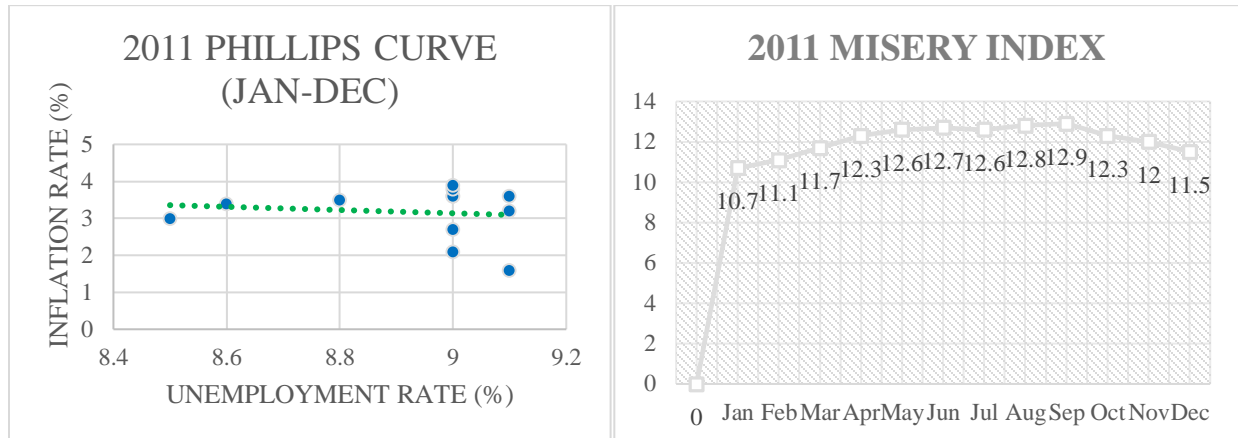 2011 PHILLIPS CURVE
(JAN-DEC)
INFLATION RATE (%)
5
4
3
2
1
0
8.4 8.6 8.8 9 9.2
UNEMPLOYMENT RATE (%)
2011 MISERY INDEX
14
12
10
8
6
4
2
0
10.7 11.1 11.7 12.3 12.6 12.7 12.6 12.8 12.9 12.3 12 11.5
0 Jan Feb Mar Apr May Jun Jul Aug Sep Oct Nov Dec